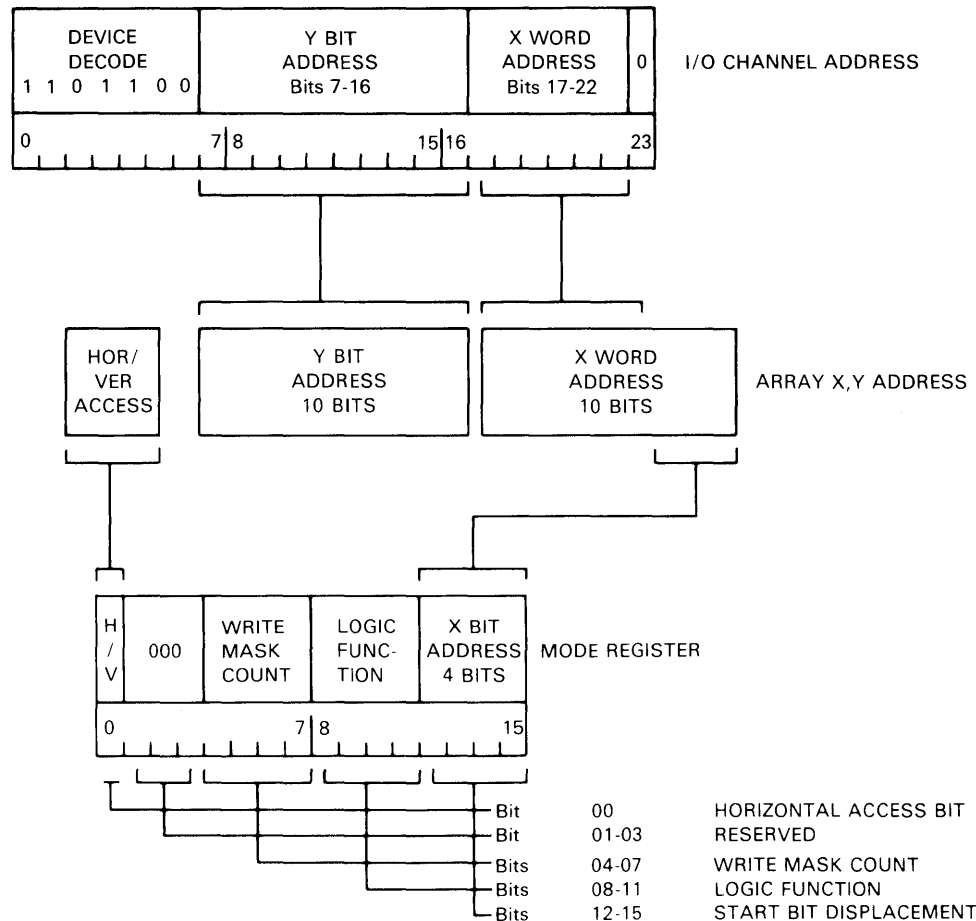 DEVICE
DECODE
1 1 0 1 1 0 0
Y BIT
ADDRESS
Bits 7-16
X WORD
ADDRESS
Bits 17-22
0
I/O CHANNEL ADDRESS
0 7 8 15 16 23
HOR/
VER
ACCESS
Y BIT
ADDRESS
10 BITS
X WORD
ADDRESS
10 BITS
ARRAY X,Y ADDRESS
H
/
V
000
WRITE
MASK
COUNT
LOGIC
FUNC-
TION
X BIT
ADDRESS
4 BITS
MODE REGISTER
0 7 8 15
Bit 00 HORIZONTAL ACCESS BIT
Bit 01-03 RESERVED
Bits 04-07 WRITE MASK COUNT
Bits 08-11 LOGIC FUNCTION
Bits 12-15 START BIT DISPLACEMENT